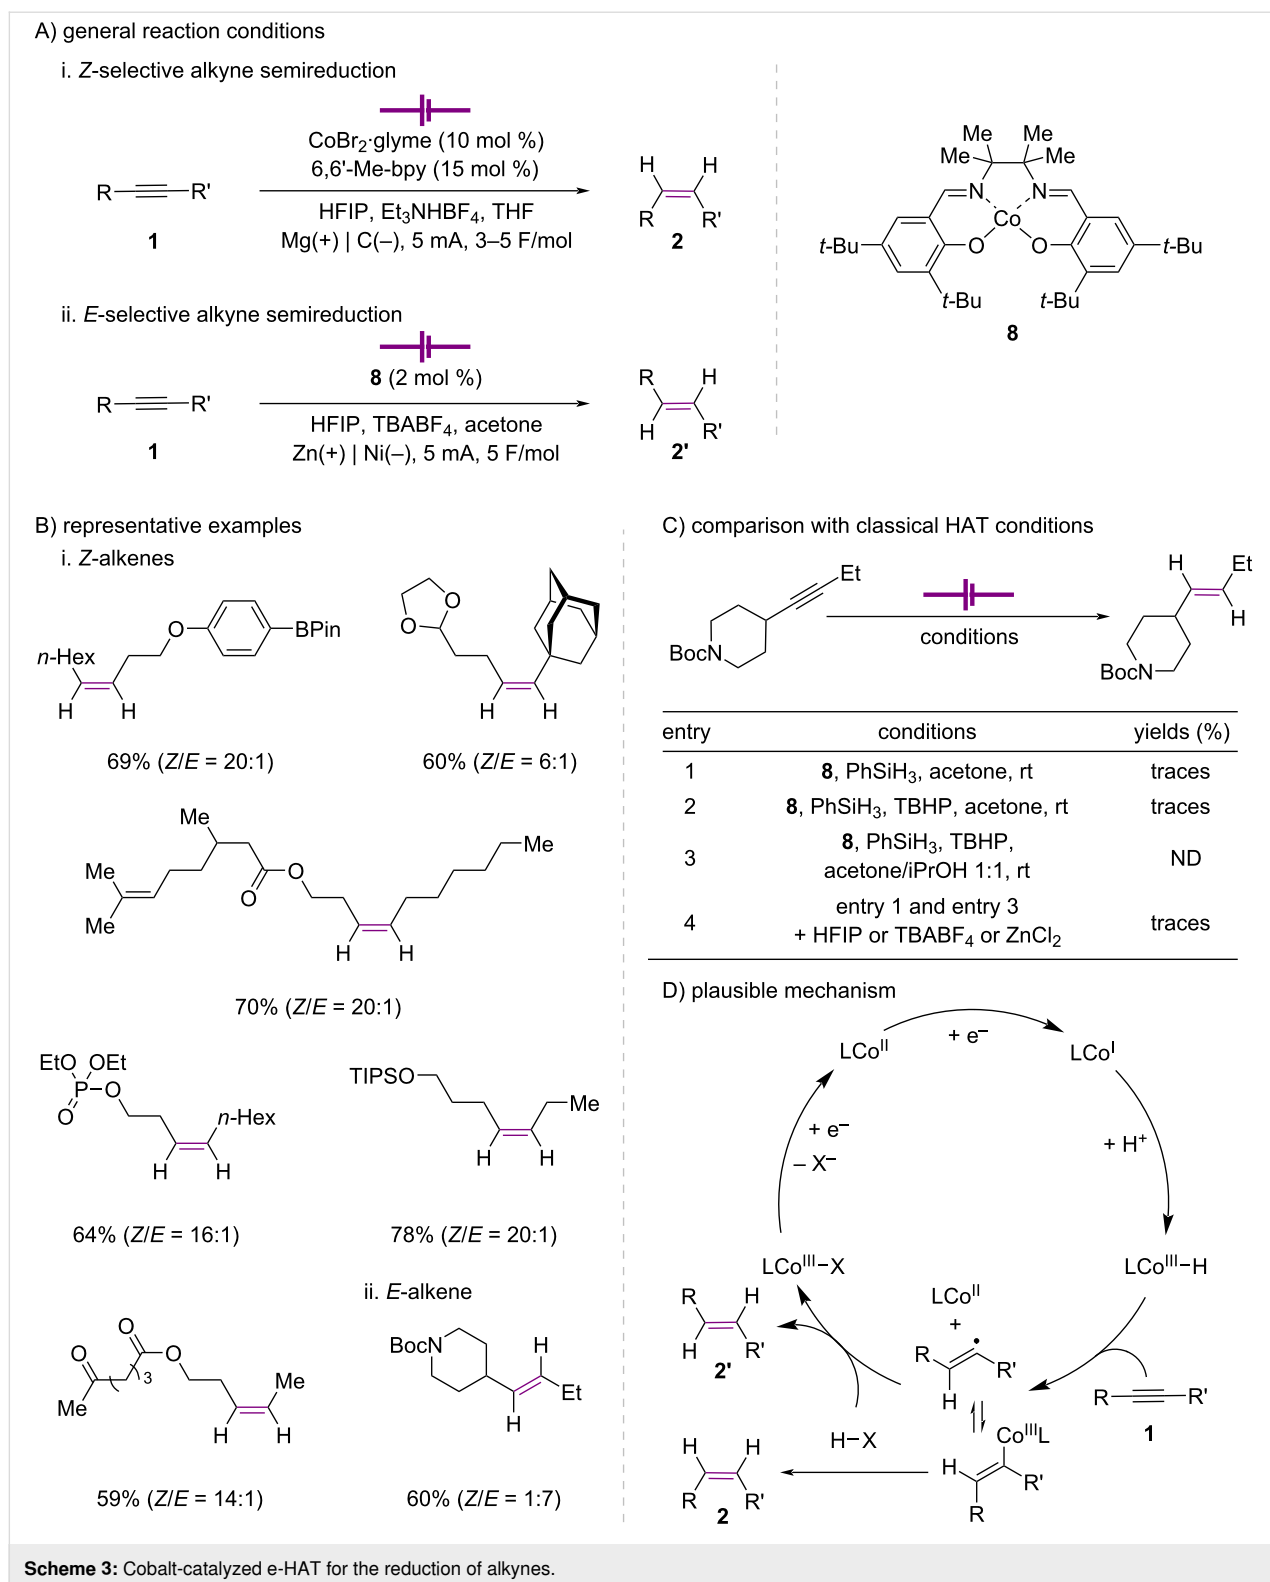 A) general reaction conditions
i. Z-selective alkyne semireduction
CoBr2·glyme (10 mol %)
6,6'-Me-bpy (15 mol %)
R R'
HFIP, Et3NHBF4, THF
Mg(+) | C(–), 5 mA, 3–5 F/mol
1
H H
R R'
2
ii. E-selective alkyne semireduction
8 (2 mol %)
R R'
HFIP, TBABF4, acetone
Zn(+) | Ni(–), 5 mA, 5 F/mol
1
R H
H R'
2'
Me Me
Me Me
N N
Co
t-Bu O O t-Bu
t-Bu t-Bu
8
B) representative examples
i. Z-alkenes
n-Hex O BPin
H H
69% (Z/E = 20:1)
O
O
H H
60% (Z/E = 6:1)
Me
Me
Me
O
O
Me
H H
70% (Z/E = 20:1)
EtO OEt
P O
O
n-Hex
H H
64% (Z/E = 16:1)
TIPSO
Me
H H
78% (Z/E = 20:1)
O
O
O
3
Me
Me
H H
59% (Z/E = 14:1)
ii. E-alkene
BocN
H
Et
H
60% (Z/E = 1:7)
C) comparison with classical HAT conditions
Et
BocN
conditions
H Et
H
BocN
entry conditions yields (%)
1 8, PhSiH3, acetone, rt traces
2 8, PhSiH3, TBHP, acetone, rt traces
3 8, PhSiH3, TBHP,
acetone/iPrOH 1:1, rt ND
4 entry 1 and entry 3
+ HFIP or TBABF4 or ZnCl2 traces
D) plausible mechanism
LCoII + e– LCoI
+ e–
– X–
+ H+
LCoIII–X LCoIII–H
LCoII
+
R H
H R'
2'
R •
R'
H
R R'
1
H–X
CoIIIL
H
R'
R
H H
R R'
2
Scheme 3: Cobalt-catalyzed e-HAT for the reduction of alkynes.